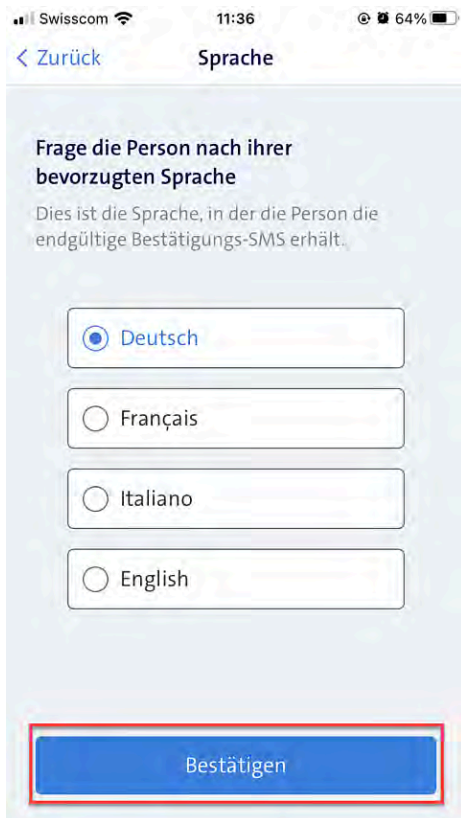 Swisscom 11:36 64%
Zurück Sprache
Frage die Person nach ihrer
bevorzugten Sprache
Dies ist die Sprache, in der die Person die
endgültige Bestätigungs-SMS erhält.
Deutsch
Français
Italiano
English
Bestätigen